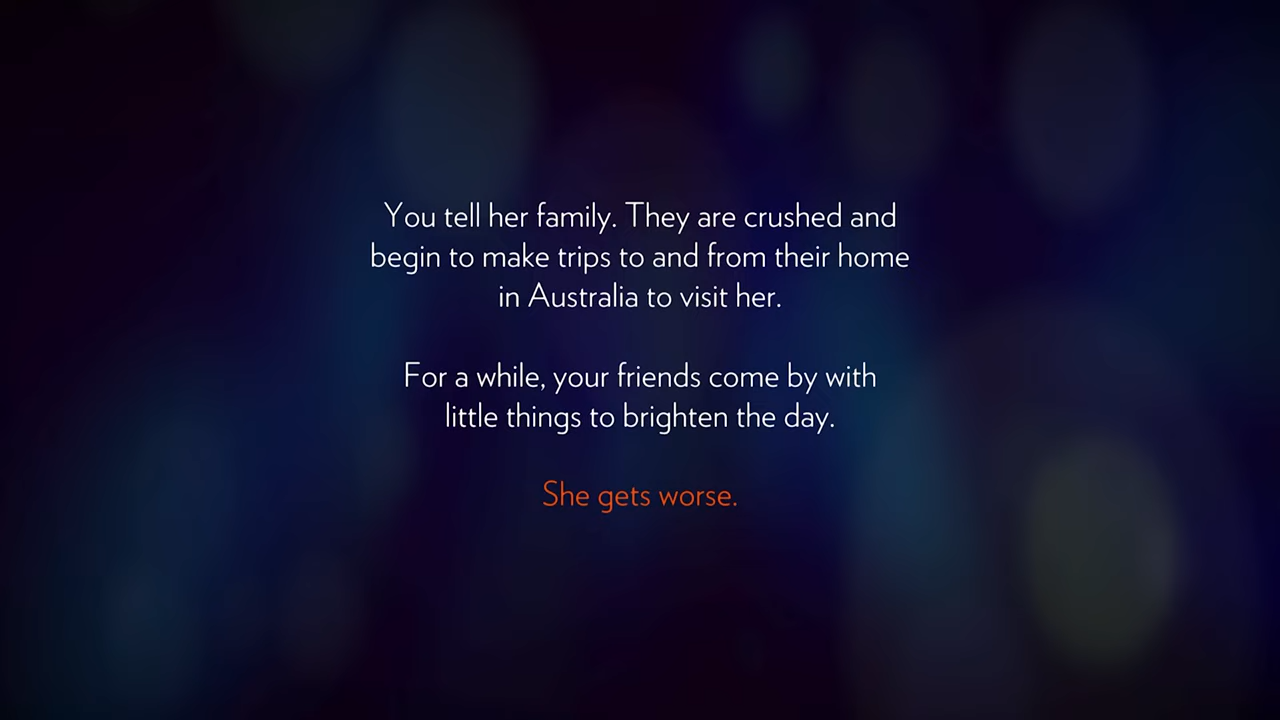 You tell her family. They are crushed and
begin to make trips to and from their home
in Australia to visit her.
For a while, your friends come by with
little things to brighten the day.
She gets worse.